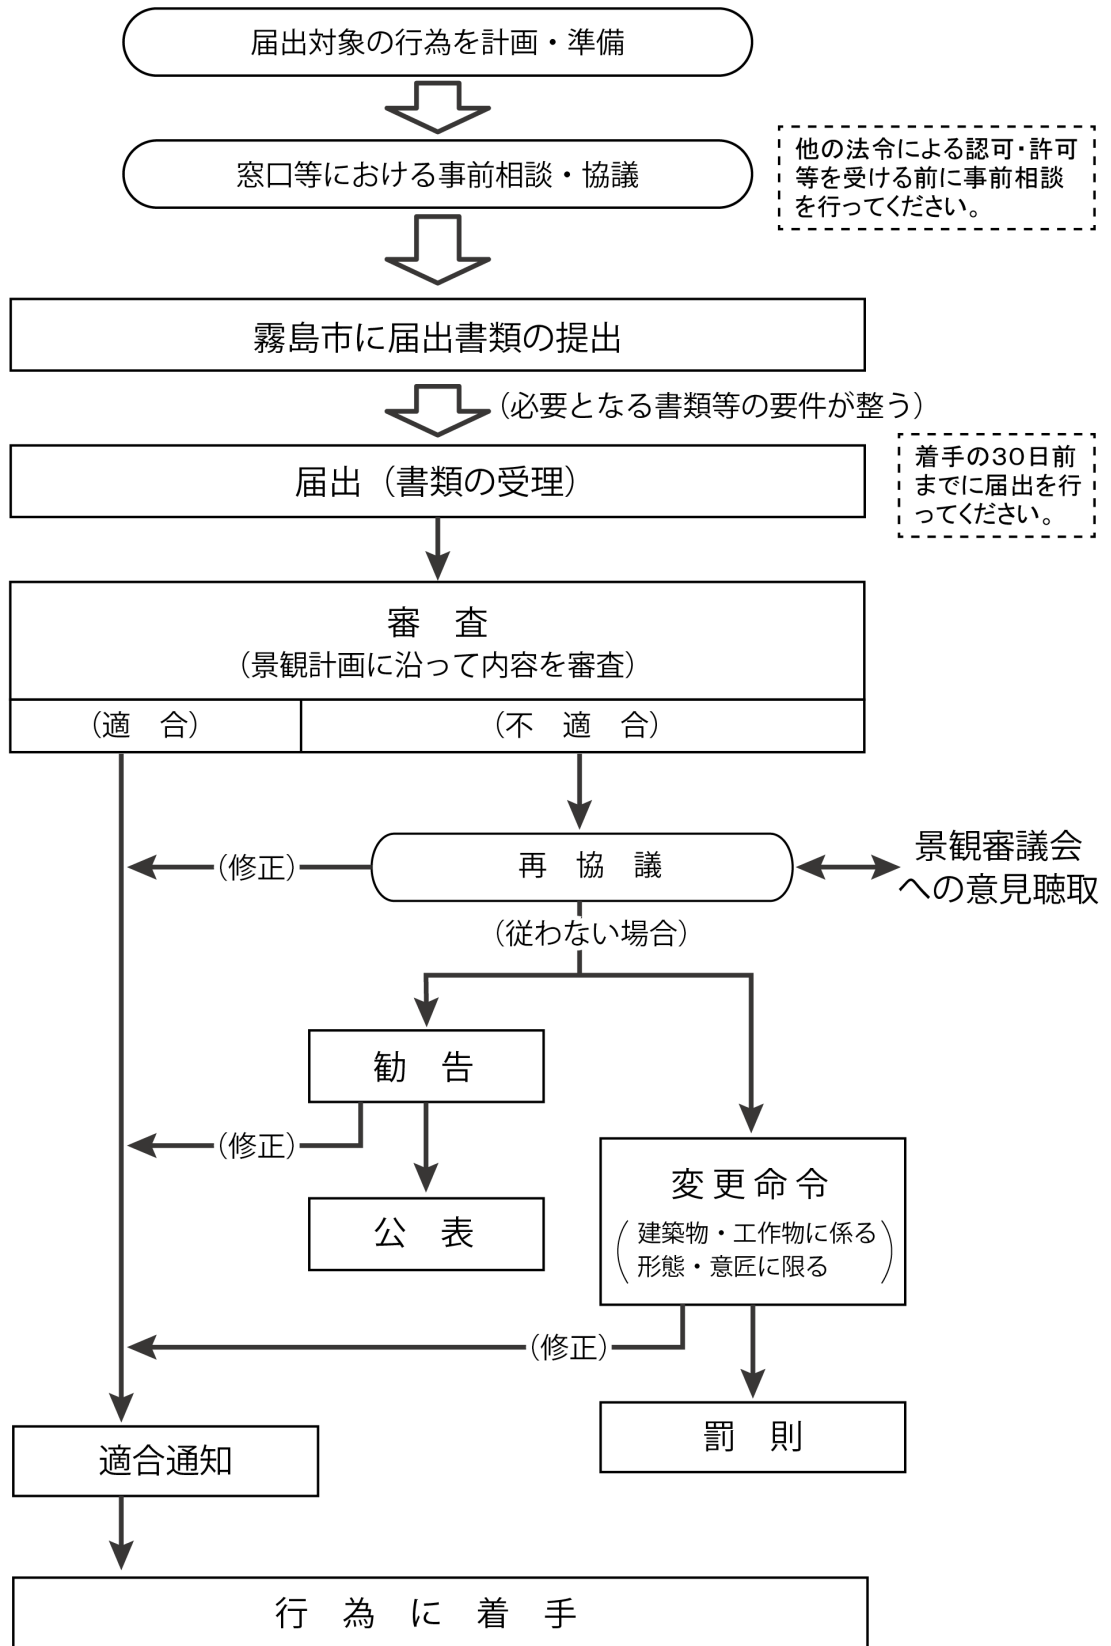 届出対象の行為を計画・準備
窓口等における事前相談・協議
他の法令による認可・許可
等を受ける前に事前相談
を行ってください。
霧島市に届出書類の提出
（必要となる書類等の要件が整う）
届出（書類の受理）
着手の30日前
までに届出を行
ってください。
審　査
（景観計画に沿って内容を審査）
（適　合）
（不　適　合）
（修正）
再　協　議
景観審議会
への意見聴取
（従わない場合）
勧　告
（修正）
公　表
変更命令
（建築物・工作物に係る
形態・意匠に限る）
（修正）
罰　則
適合通知
行　為　に　着　手